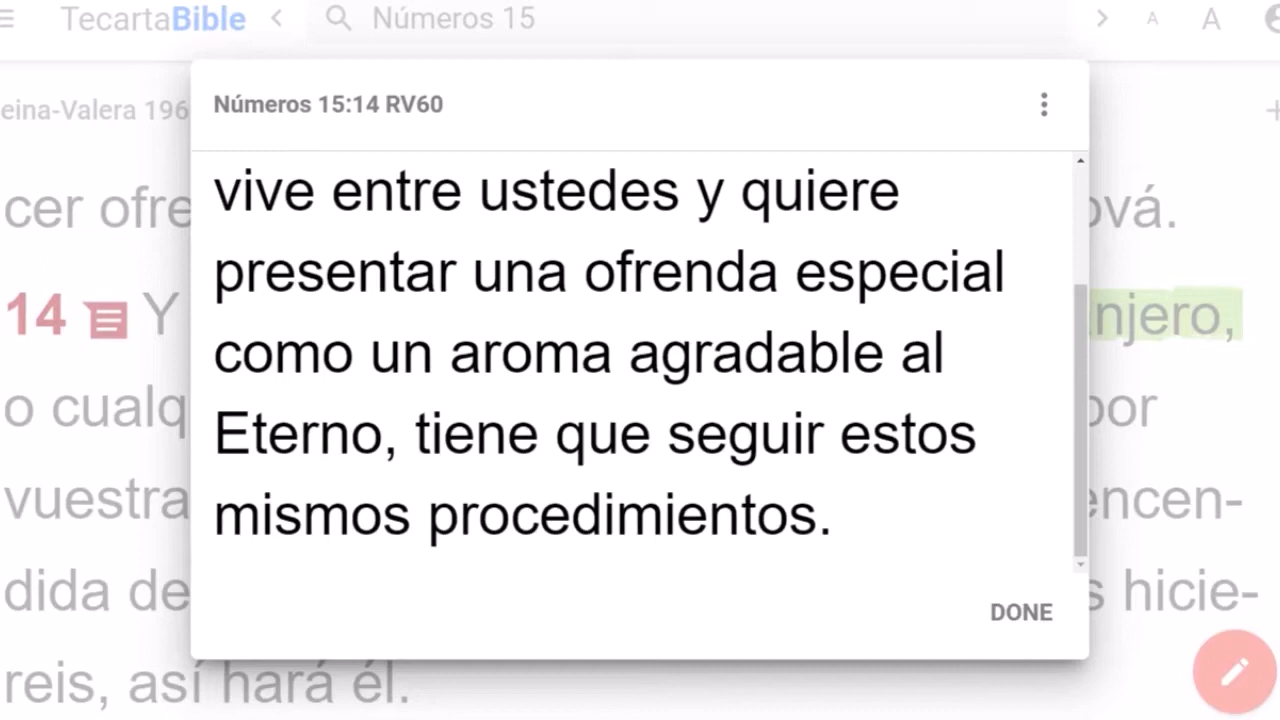 TecartaBible
Números 15
A
A
Números 15:14 RV60
eina-Valera 196
vive entre ustedes y quiere
presentar una ofrenda especial
como un aroma agradable al
Eterno, tiene que seguir estos
mismos procedimientos.
DONE
cer ofre
ová.
14 Y
njero,
o cualq
por
vuestra
encen-
dida de
s hicie-
reis, así hará él.